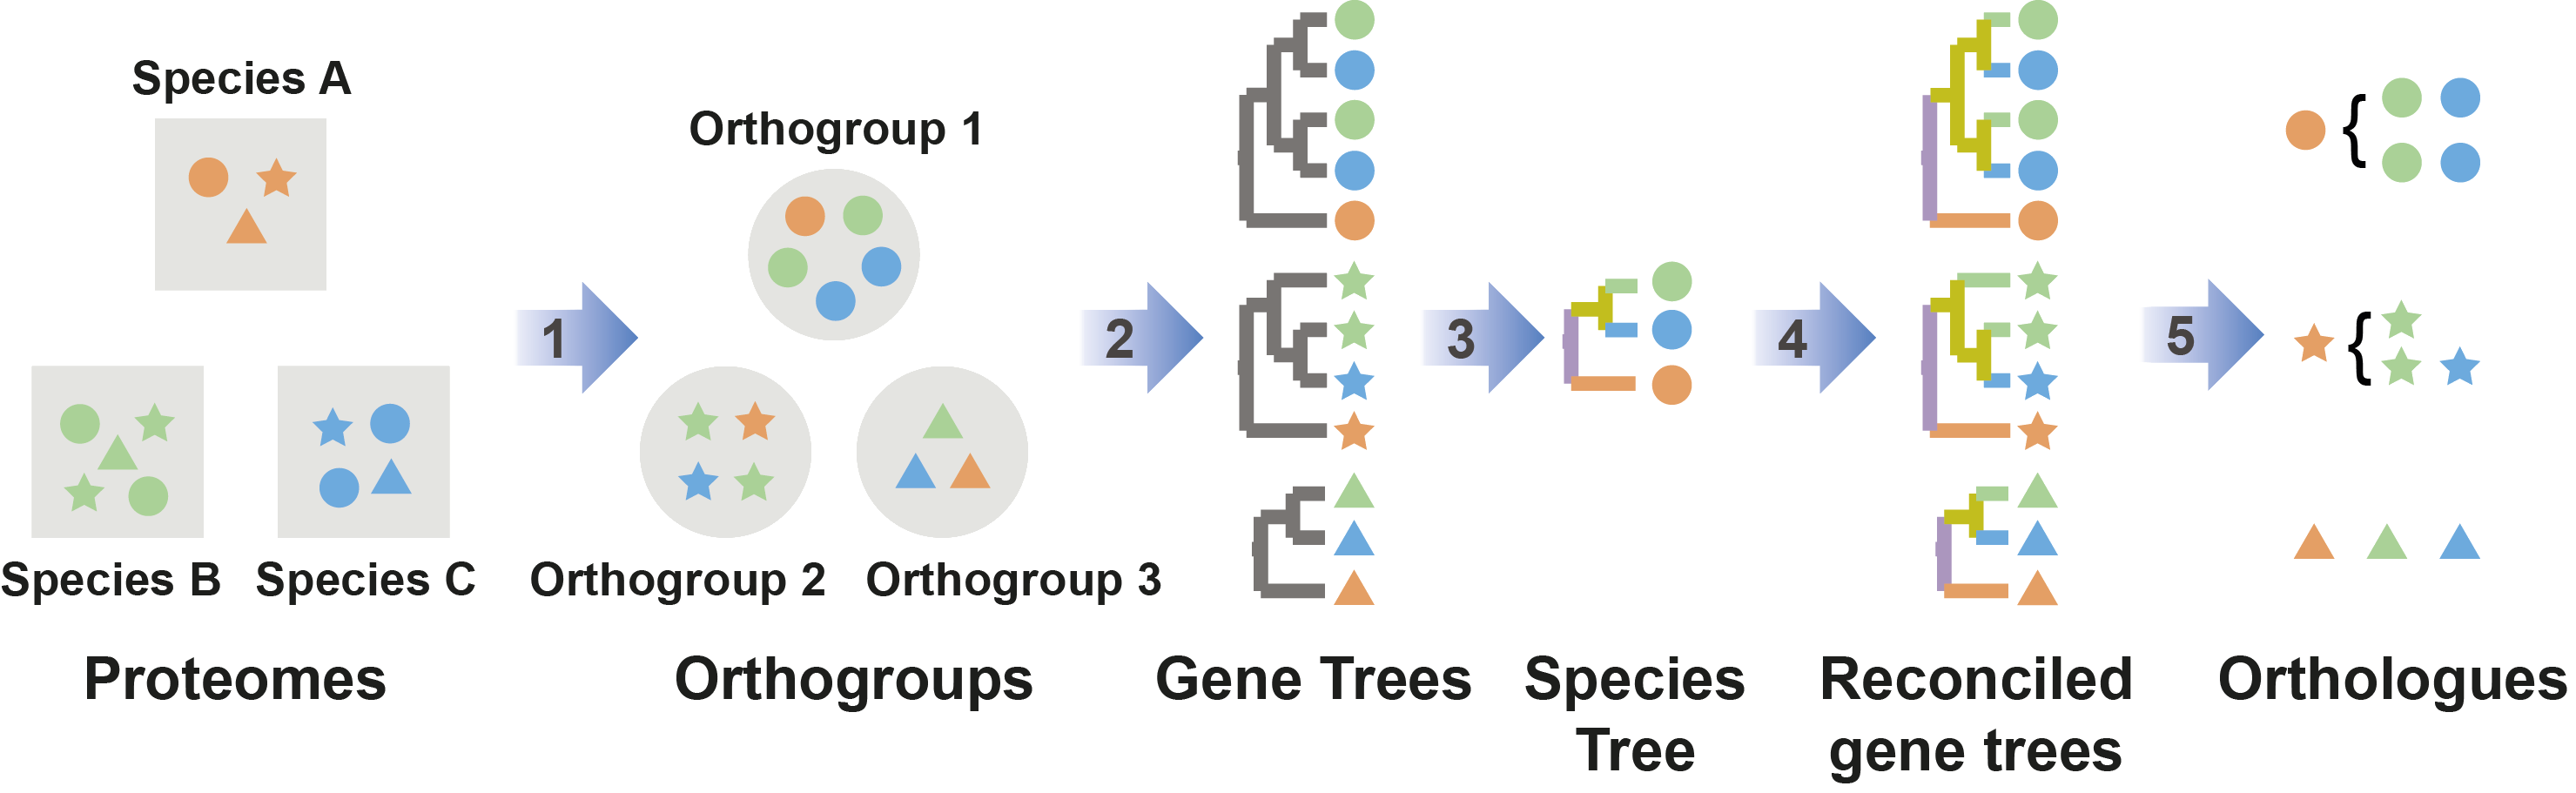 Species A
Species B
Species C
Proteomes
1
Orthogroup 1
Orthogroup 2
Orthogroup 3
Orthogroups
2
Gene Trees
3
Species
Tree
4
Reconciled
gene trees
5
{
{
Orthologues